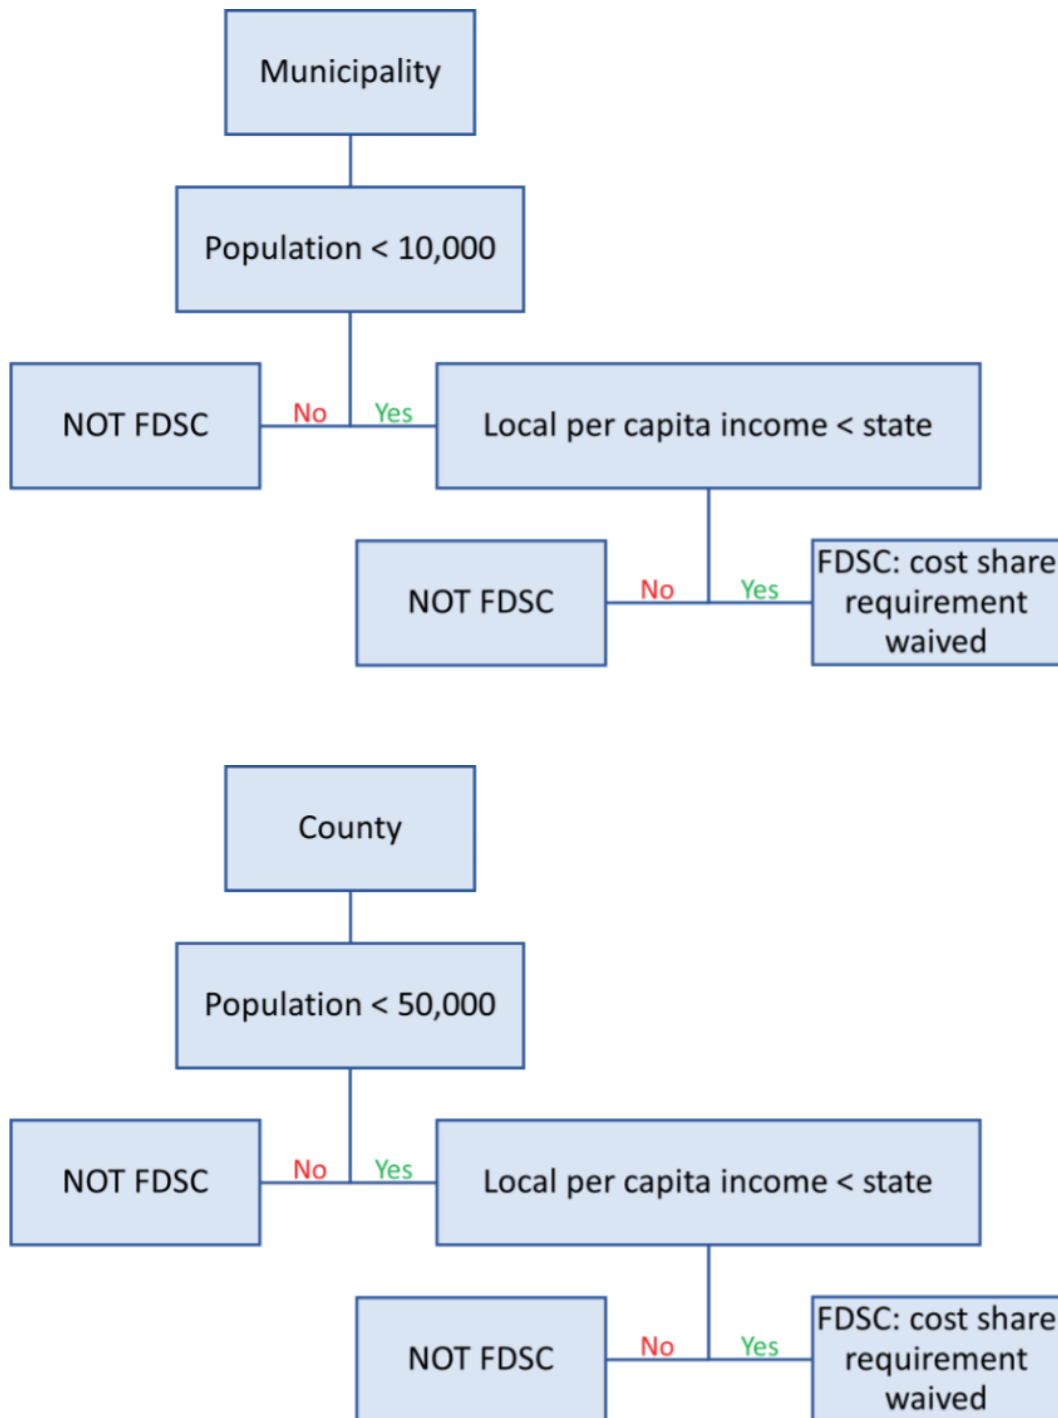 Municipality
Population < 10,000
NOT FDSC
No
Yes
Local per capita income < state
NOT FDSC
No
Yes
FDSC: cost share
requirement
waived
County
Population < 50,000
NOT FDSC
No
Yes
Local per capita income < state
NOT FDSC
No
Yes
FDSC: cost share
requirement
waived